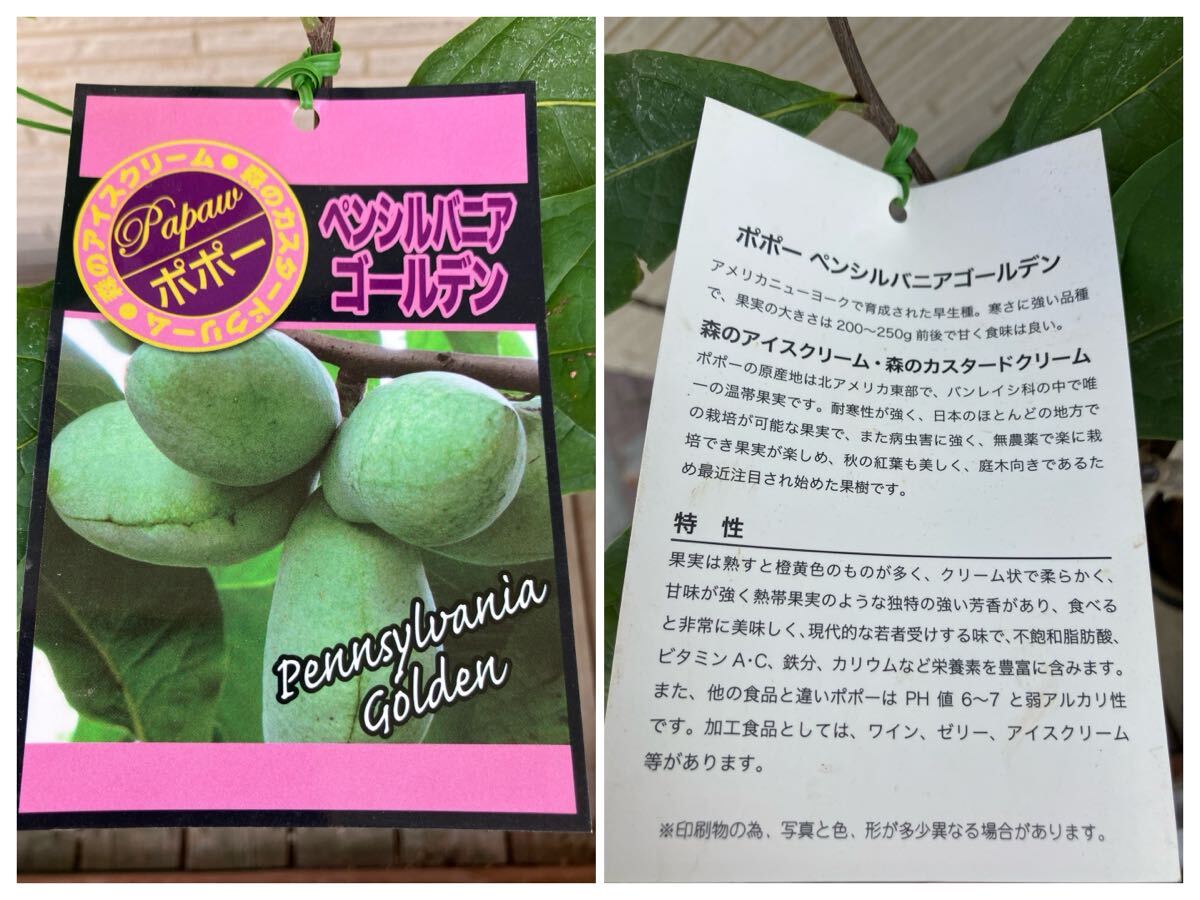 森のアイスクリーム●森のカスタードクリーム●
Papaw
ポポー
ペンシルバニア
ゴールデン
Pennsylvania
Golden
ポポー ペンシルバニアゴールデン
アメリカニューヨークで育成された早生種。寒さに強い品種
で、果実の大きさは200〜250g前後で甘く食味は良い。
森のアイスクリーム・森のカスタードクリーム
ポポーの原産地は北アメリカ東部で、バンレイシ科の中で唯
一の温帯果実です。耐寒性が強く、日本のほとんどの地方で
の栽培が可能な果実で、また病虫害に強く、無農薬で楽に栽
培でき果実が楽しめ、秋の紅葉も美しく、庭木向きであるた
め最近注目され始めた果樹です。
特 性
果実は熟すと橙黄色のものが多く、クリーム状で柔らかく、
甘味が強く熱帯果実のような独特の強い芳香があり、食べる
と非常に美味しく、現代的な若者受けする味で、不飽和脂肪酸、
ビタミンA・C、鉄分、カリウムなど栄養素を豊富に含みます。
また、他の食品と違いポポーは PH 値 6〜7 と弱アルカリ性
です。加工食品としては、ワイン、ゼリー、アイスクリーム
等があります。
※印刷物の為、写真と色、形が多少異なる場合があります。